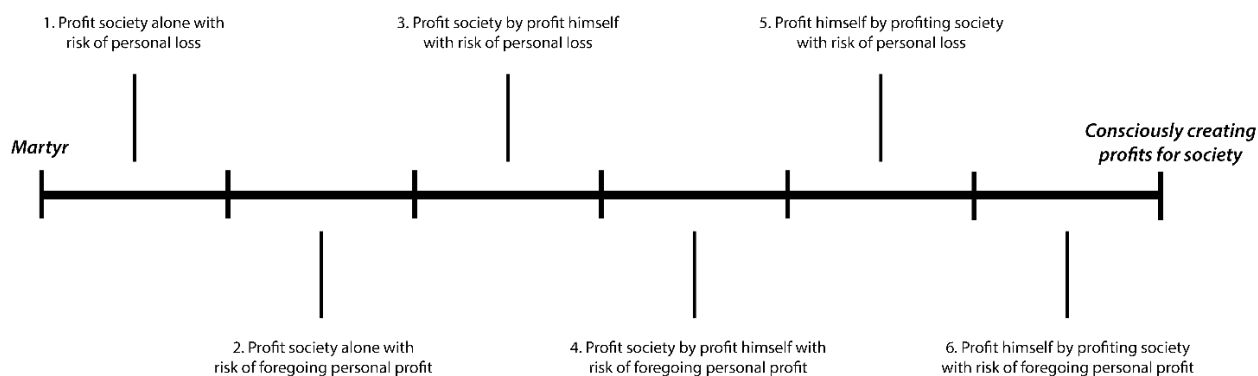 1. Profit society alone with
risk of personal loss
3. Profit society by profit himself
with risk of personal loss
5. Profit himself by profiting society
with risk of personal loss
Martyr
Consciously creating
profits for society
2. Profit society alone with
risk of foregoing personal profit
4. Profit society by profit himself with
risk of foregoing personal profit
6. Profit himself by profiting society
with risk of foregoing personal profit